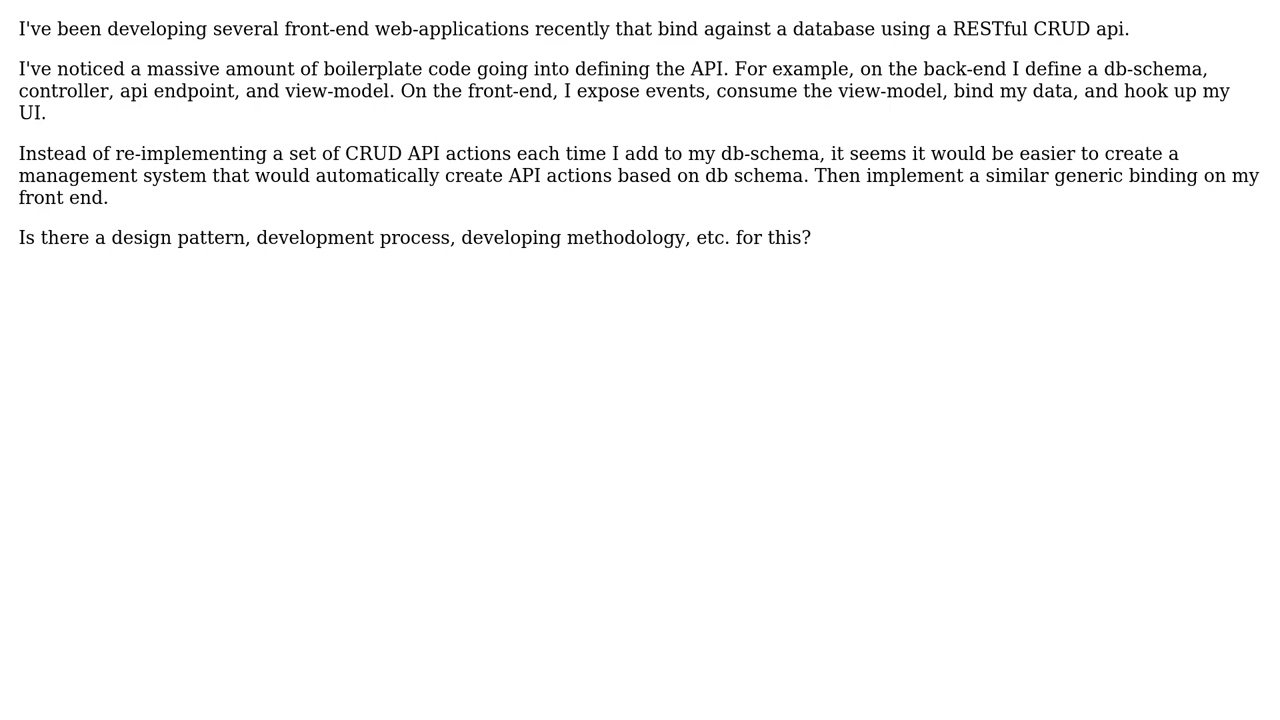 I've been developing several front-end web-applications recently that bind against a database using a RESTful CRUD api.
I've noticed a massive amount of boilerplate code going into defining the API. For example, on the back-end I define a db-schema,
controller, api endpoint, and view-model. On the front-end, I expose events, consume the view-model, bind my data, and hook up my
UI.
Instead of re-implementing a set of CRUD API actions each time I add to my db-schema, it seems it would be easier to create a
management system that would automatically create API actions based on db schema. Then implement a similar generic binding on my
front end.
Is there a design pattern, development process, developing methodology, etc. for this?